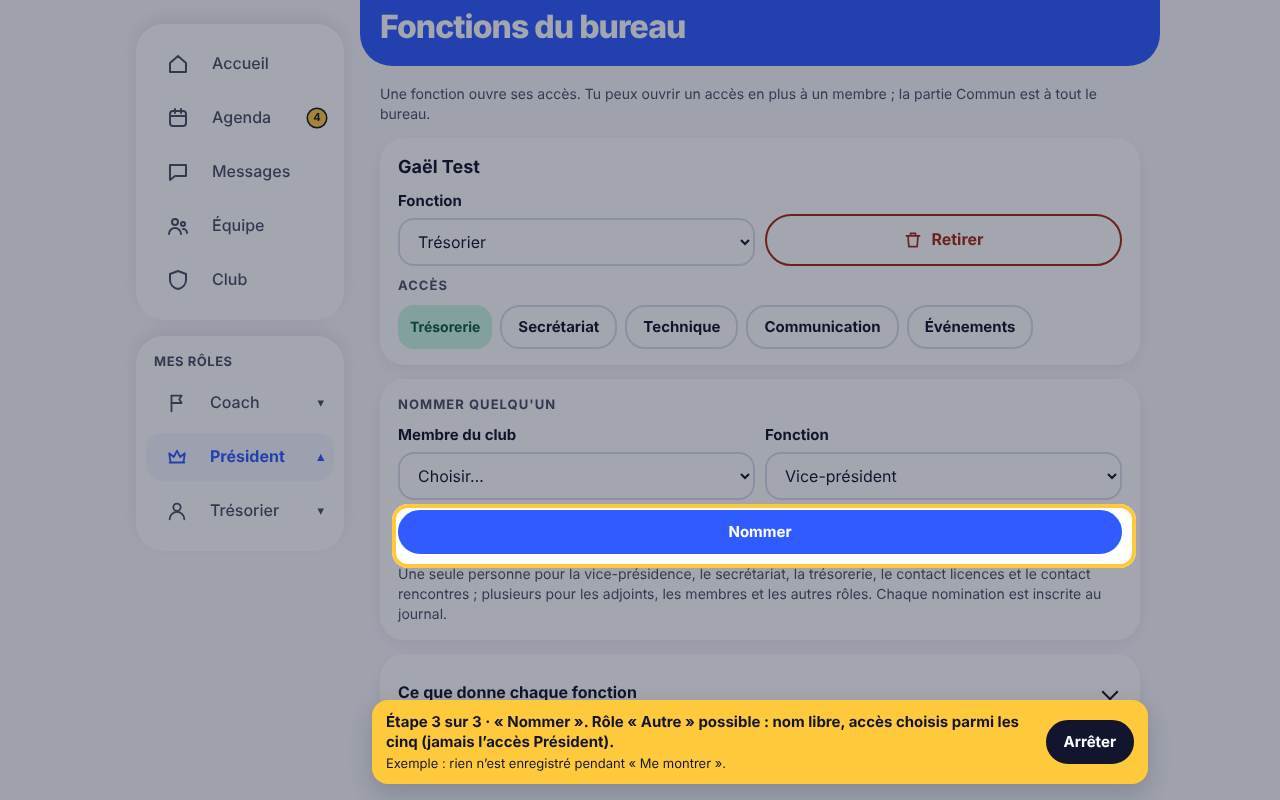 Fonctions du bureau
Accueil
Agenda
4
Messages
Équipe
Club
MES RÔLES
Coach
Président
Trésorier
Une fonction ouvre ses accès. Tu peux ouvrir un accès en plus à un membre ; la partie Commun est à tout le
bureau.
Gaël Test
Fonction
Trésorier
Retirer
ACCÈS
Trésorerie
Secrétariat
Technique
Communication
Événements
NOMMER QUELQU'UN
Membre du club
Fonction
Choisir...
Vice-président
Nommer
Une seule personne pour la vice-présidence, le secrétariat, la trésorerie, le contact licences et le contact
rencontres ; plusieurs pour les adjoints, les membres et les autres rôles. Chaque nomination est inscrite au
journal.
Ce que donne chaque fonction
Étape 3 sur 3 · « Nommer ». Rôle « Autre » possible : nom libre, accès choisis parmi les
cinq (jamais l’accès Président).
Exemple : rien n’est enregistré pendant « Me montrer ».
Arrêter